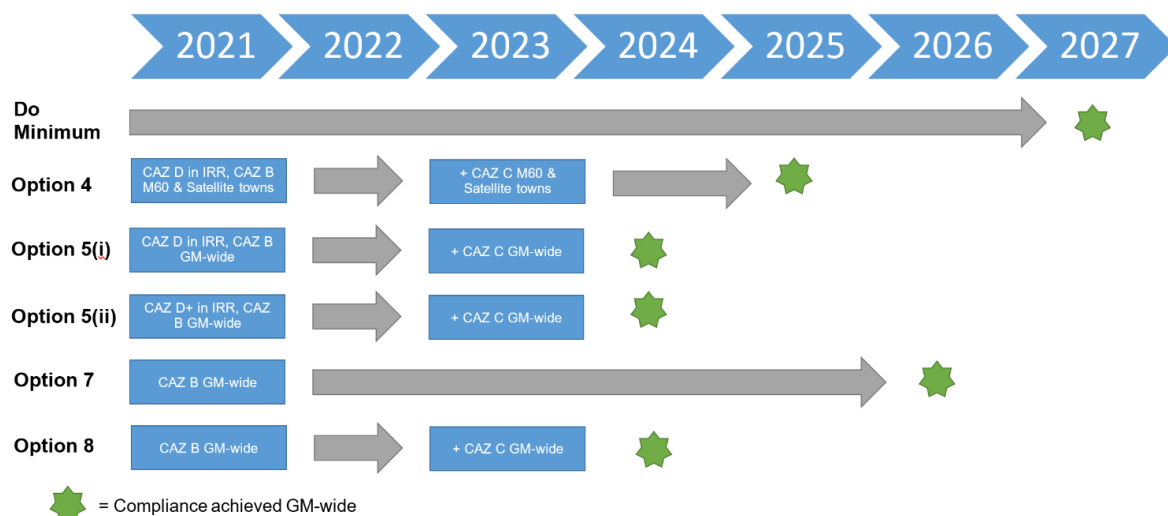 2021 2022 2023 2024 2025 2026 2027
Do
Minimum
Option 4
CAZ D in IRR, CAZ B
M60 & Satellite towns
+ CAZ C M60 &
Satellite towns
Option 5(i)
CAZ D in IRR, CAZ B
GM-wide
+ CAZ C GM-wide
Option 5(ii)
CAZ D+ in IRR, CAZ
B GM-wide
+ CAZ C GM-wide
Option 7
CAZ B GM-wide
Option 8
CAZ B GM-wide
+ CAZ C GM-wide
= Compliance achieved GM-wide